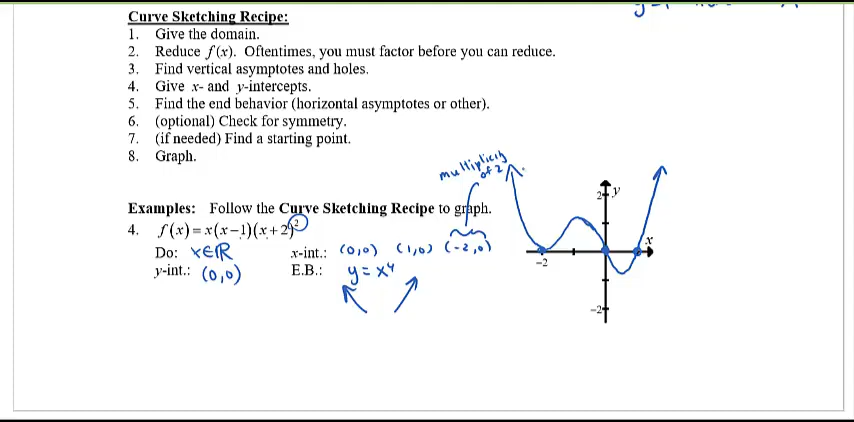 Curve Sketching Recipe:
1. Give the domain.
2. Reduce f(x). Oftentimes, you must factor before you can reduce.
3. Find vertical asymptotes and holes.
4. Give x- and y-intercepts.
5. Find the end behavior (horizontal asymptotes or other).
6. (optional) Check for symmetry.
7. (if needed) Find a starting point.
8. Graph.
multiplicity
of 2
2
y
Examples: Follow the Curve Sketching Recipe to graph.
4. f(x)=x(x−1)(x+2)²
Do: x∈ℝ x-int.: (0,0) (1,0) (-2,0)
x
-2
y-int.: (0,0) E.B.: y = x⁴
-2